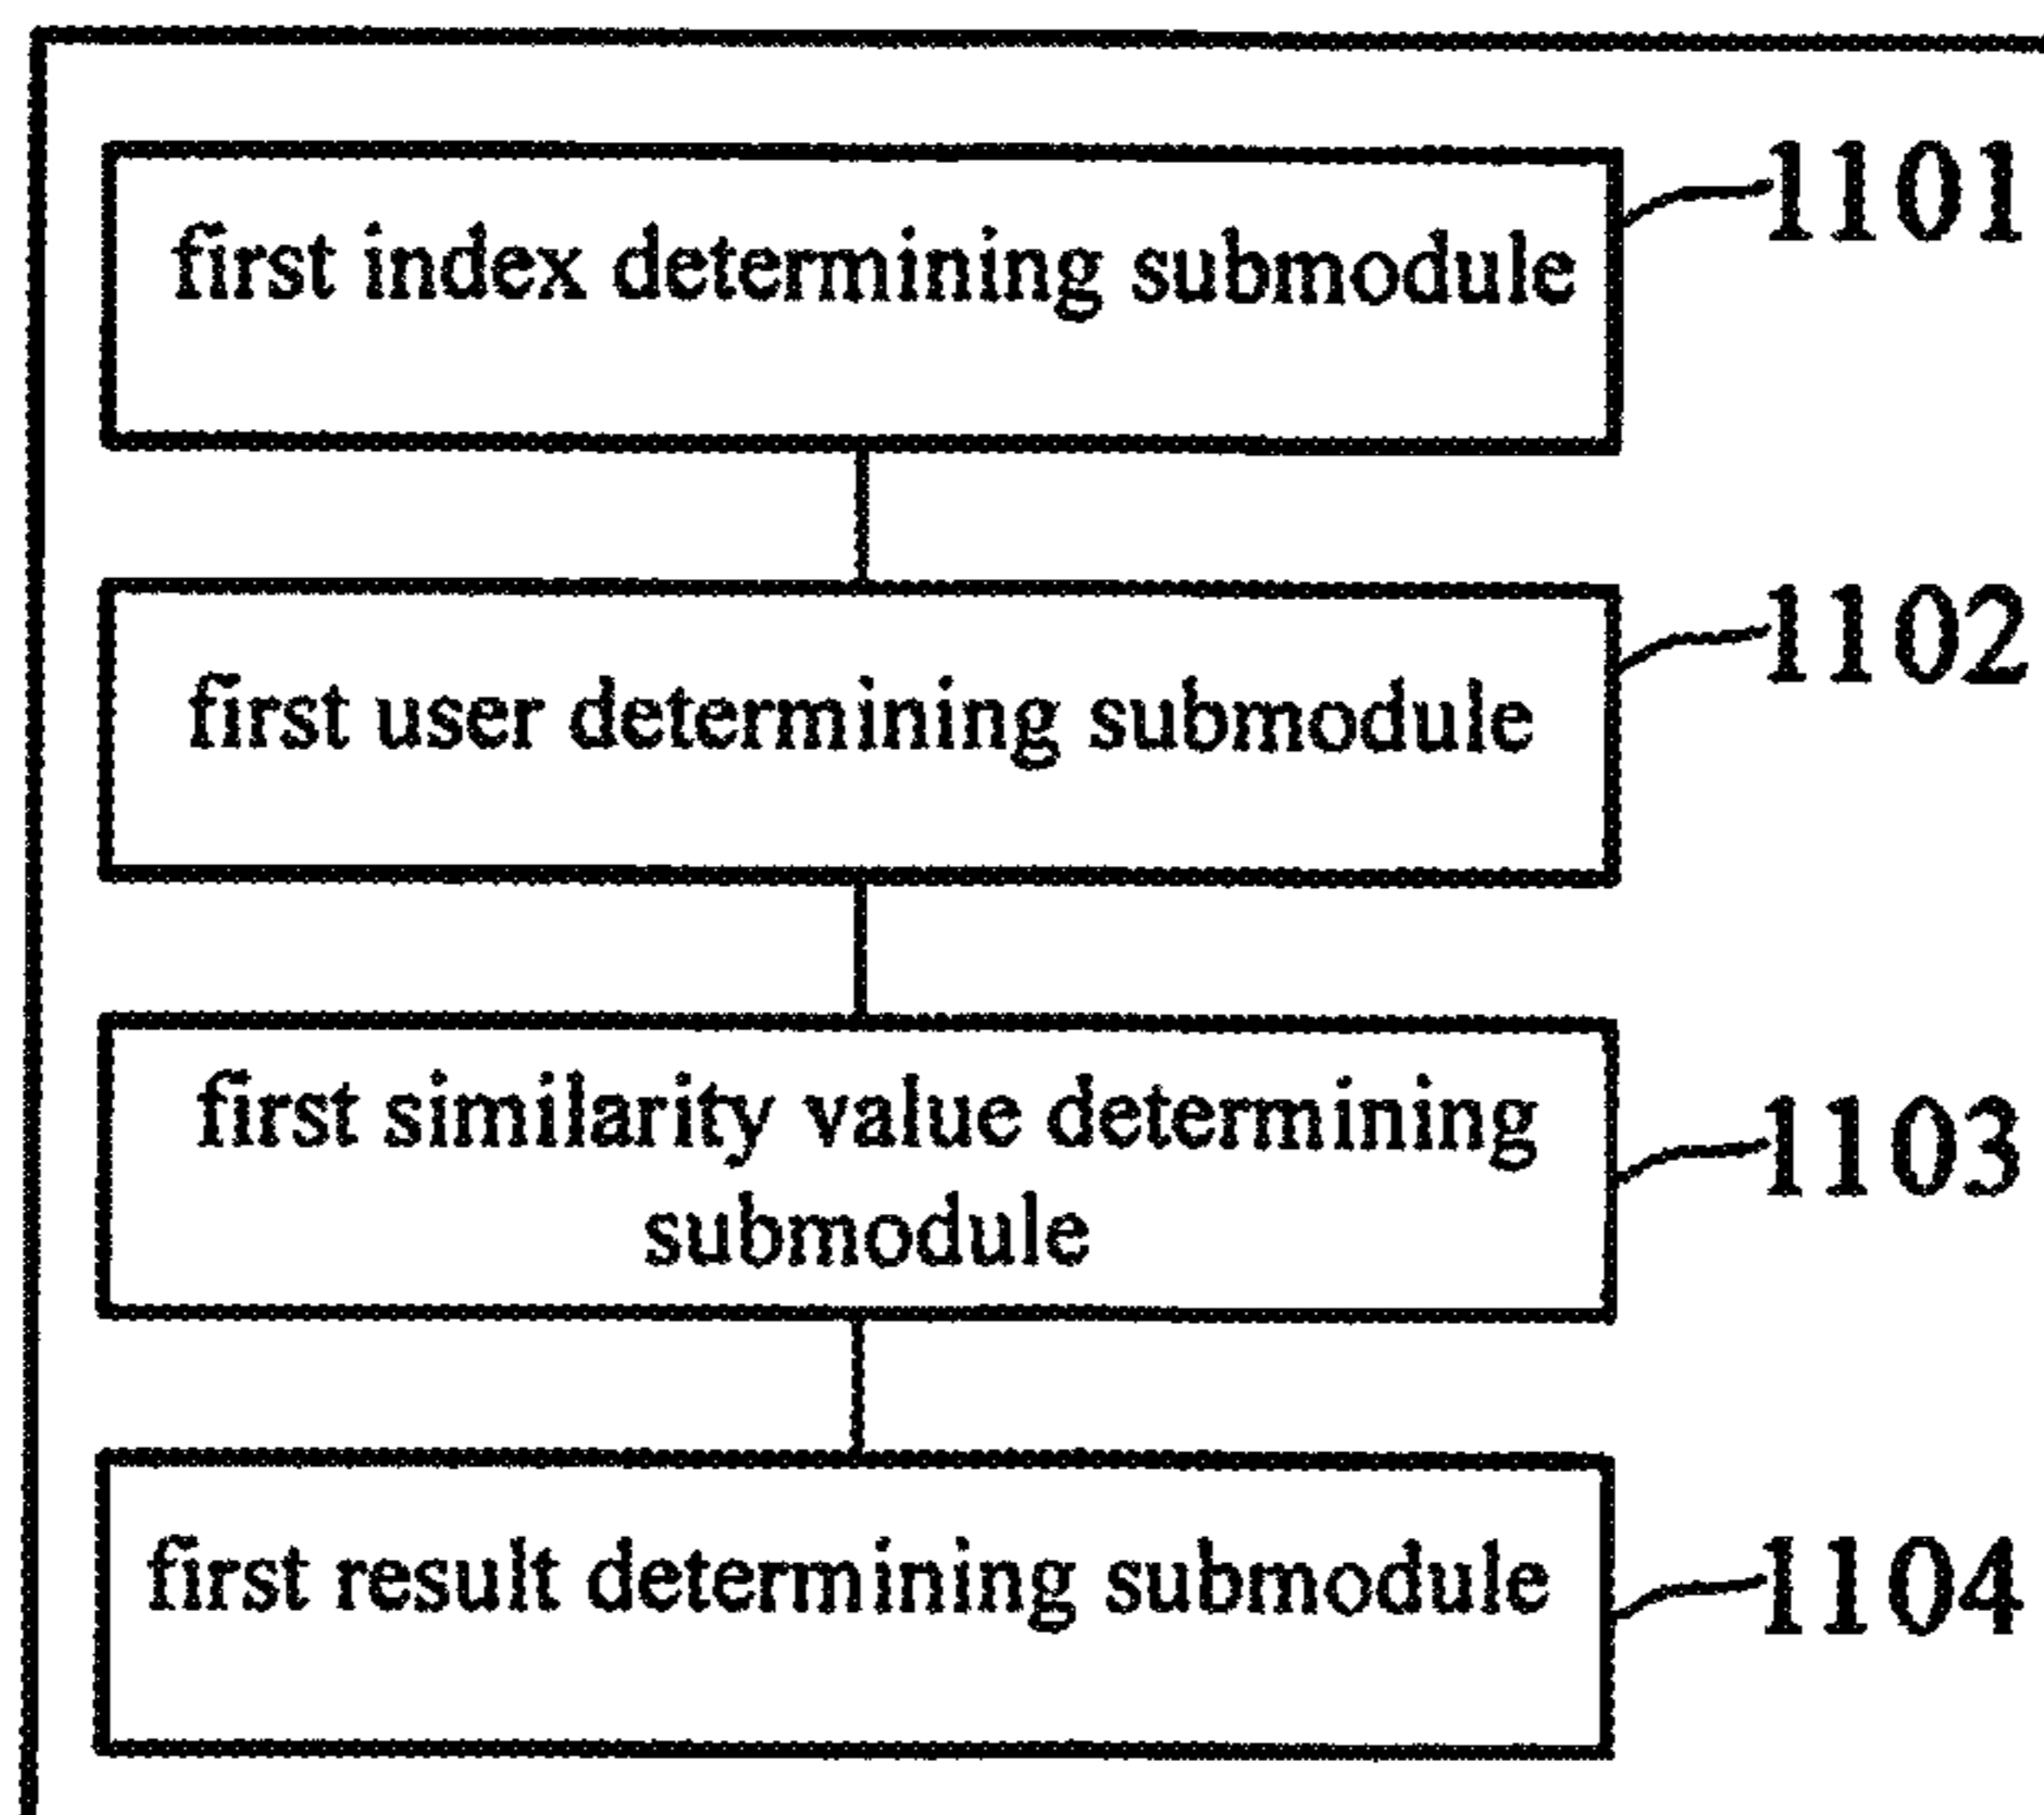 first index determining submodule
1101
first user determining submodule
1102
first similarity value determining
submodule
1103
first result determining submodule
1104